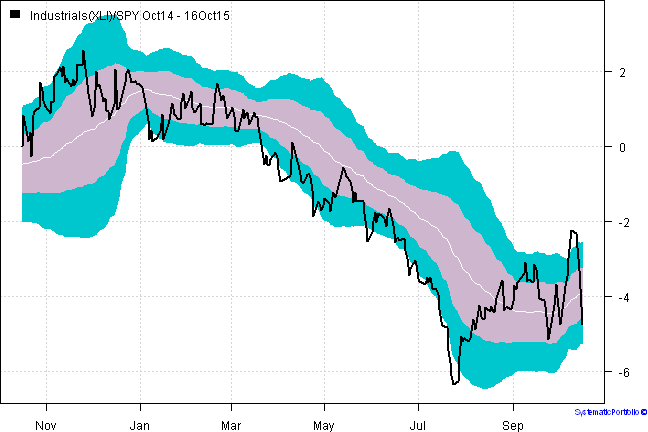 Industrials(XLI)/SPY Oct14 - 16Oct15
2
0
-2
-4
-6
Nov Jan Mar May Jul Sep
SystematicPortfolio ©